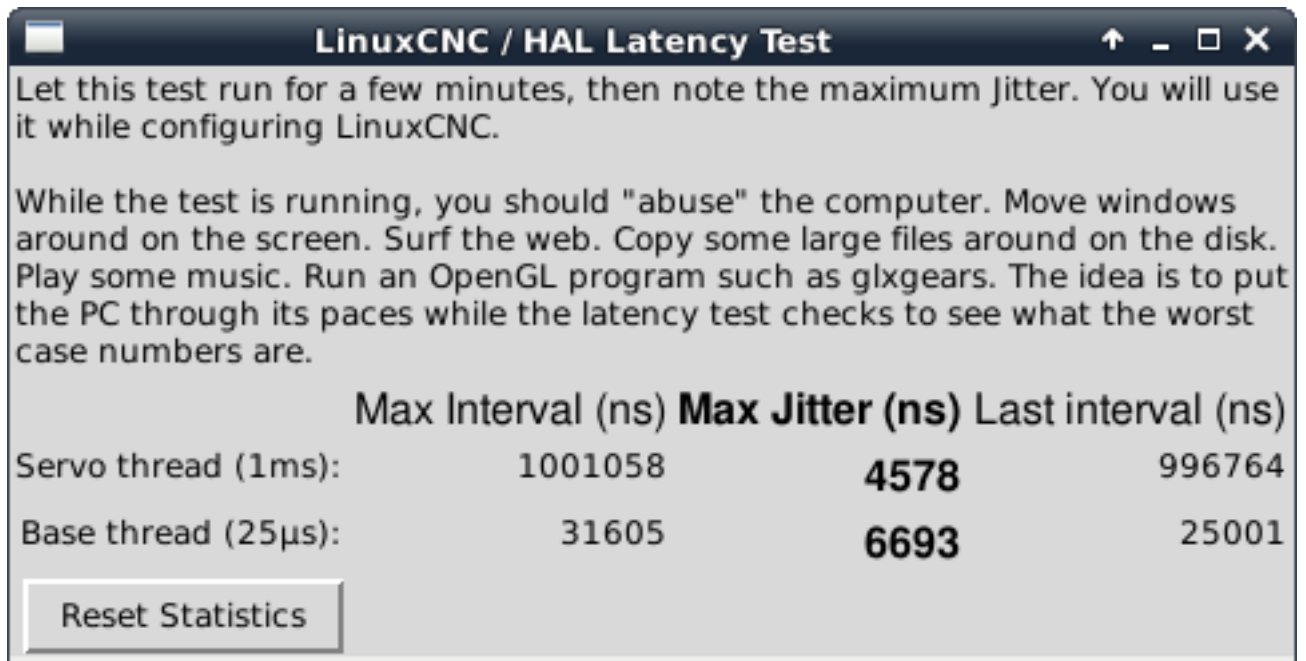 LinuxCNC / HAL Latency Test
Let this test run for a few minutes, then note the maximum Jitter. You will use
it while configuring LinuxCNC.
While the test is running, you should "abuse" the computer. Move windows
around on the screen. Surf the web. Copy some large files around on the disk.
Play some music. Run an OpenGL program such as glxgears. The idea is to put
the PC through its paces while the latency test checks to see what the worst
case numbers are.
Max Interval (ns) Max Jitter (ns) Last interval (ns)
Servo thread (1ms): 1001058 4578 996764
Base thread (25µs): 31605 6693 25001
Reset Statistics